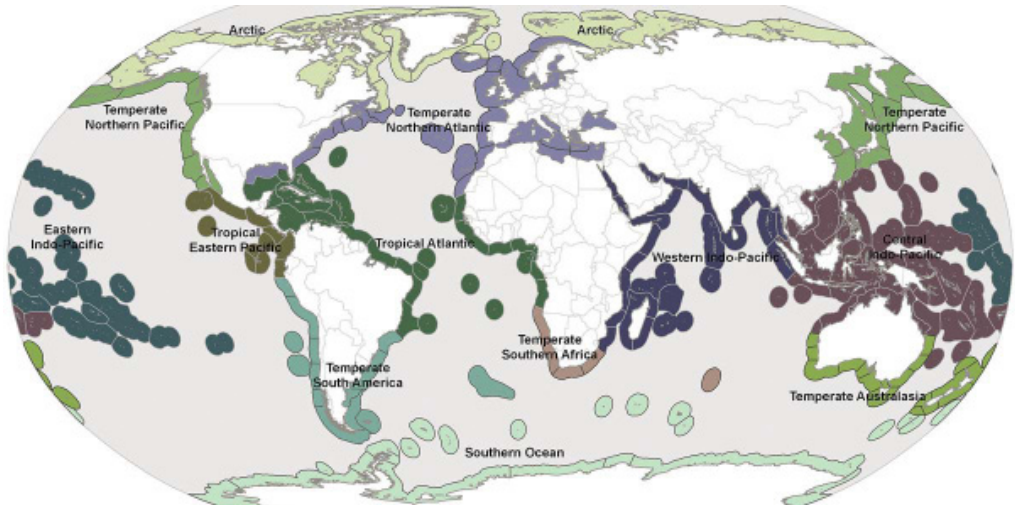 Arctic
Arctic
Temperate
Northern Pacific
Temperate
Northern Atlantic
Temperate
Northern Pacific
Eastern
Indo-Pacific
Tropical
Eastern Pacific
Tropical Atlantic
Western Indo-Pacific
Central
Indo-Pacific
Temperate
South America
Temperate
Southern Africa
Temperate Australasia
Southern Ocean